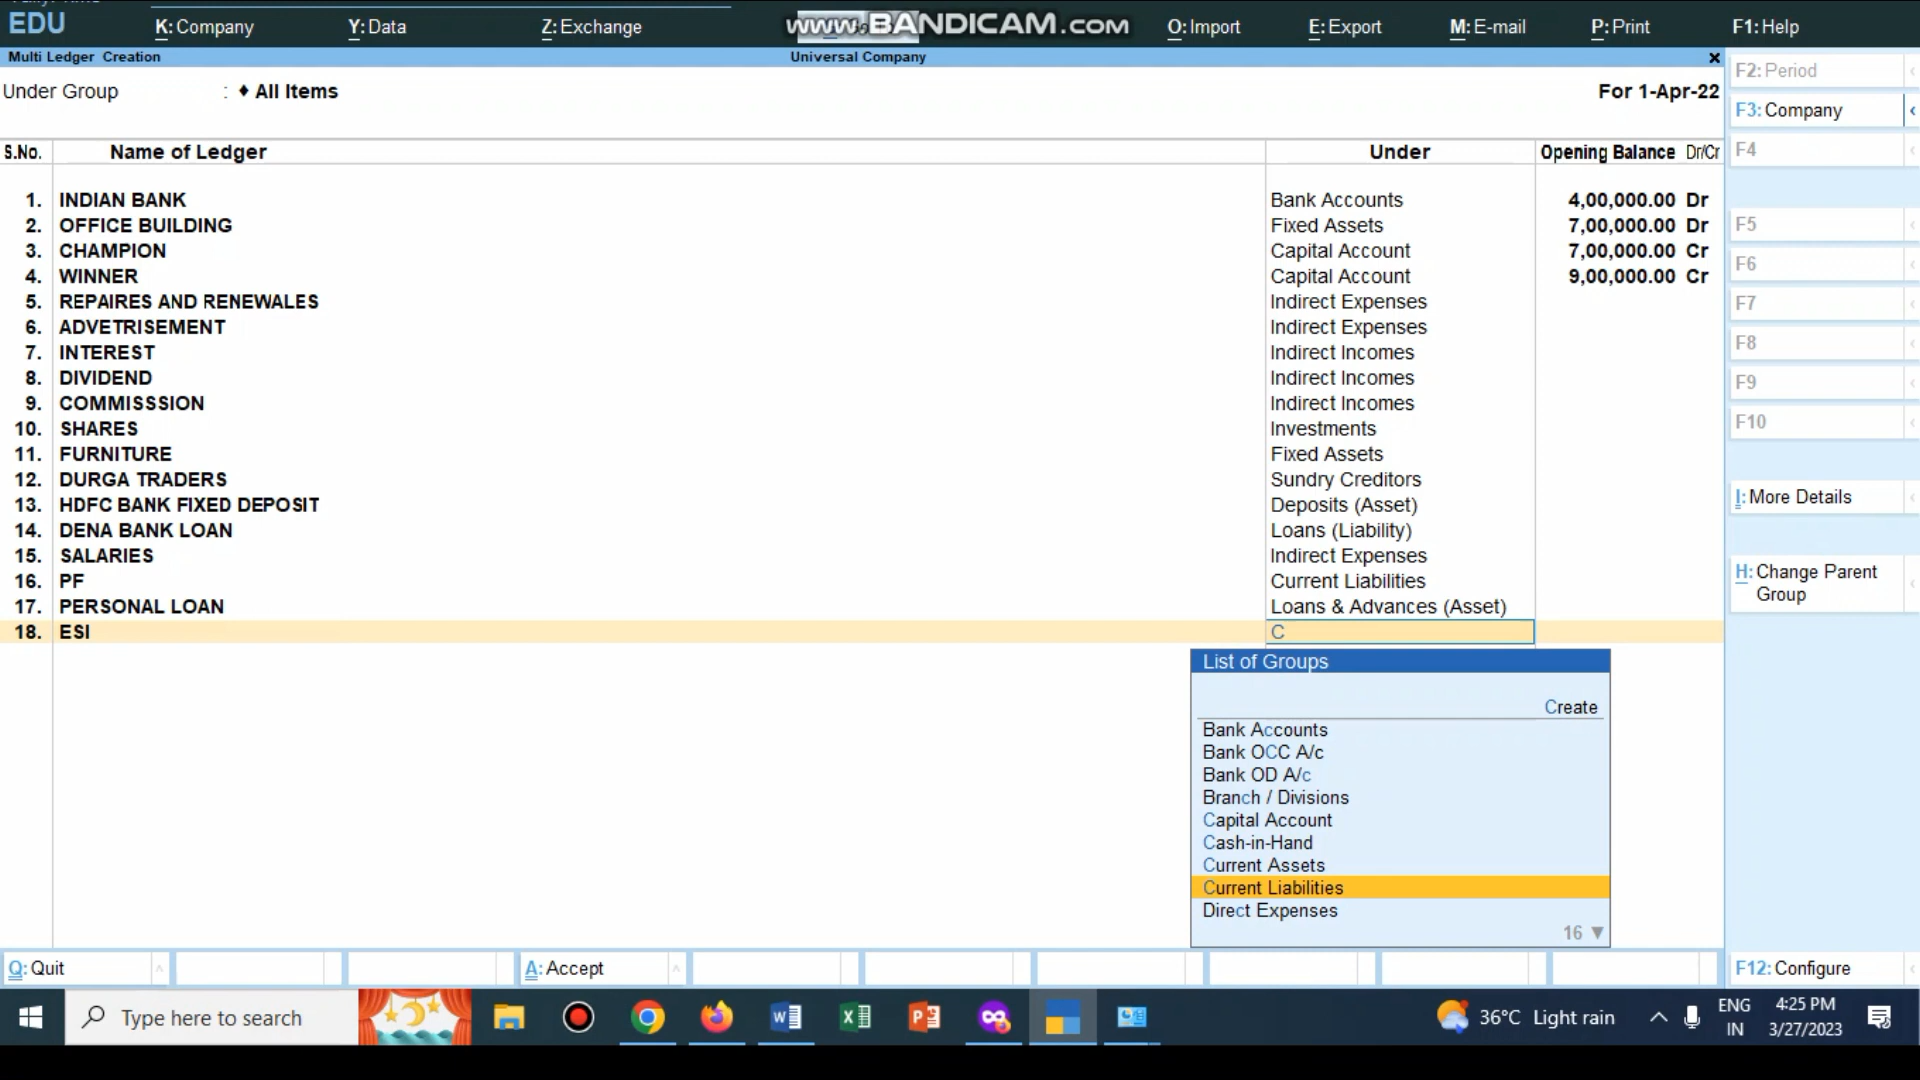 EDU
K: Company
Y: Data
Z: Exchange
www.BANDICAM.com
O: Import
E: Export
M: E-mail
P: Print
F1: Help
Multi Ledger Creation
Universal Company
Under Group : ♦ All Items
For 1-Apr-22
S.No. Name of Ledger Under Opening Balance Dr/Cr
1. INDIAN BANK Bank Accounts 4,00,000.00 Dr
2. OFFICE BUILDING Fixed Assets 7,00,000.00 Dr
3. CHAMPION Capital Account 7,00,000.00 Cr
4. WINNER Capital Account 9,00,000.00 Cr
5. REPAIRES AND RENEWALES Indirect Expenses
6. ADVETRISEMENT Indirect Expenses
7. INTEREST Indirect Incomes
8. DIVIDEND Indirect Incomes
9. COMMISSSION Indirect Incomes
10. SHARES Investments
11. FURNITURE Fixed Assets
12. DURGA TRADERS Sundry Creditors
13. HDFC BANK FIXED DEPOSIT Deposits (Asset)
14. DENA BANK LOAN Loans (Liability)
15. SALARIES Indirect Expenses
16. PF Current Liabilities
17. PERSONAL LOAN Loans & Advances (Asset)
18. ESI C
List of Groups
Create
Bank Accounts
Bank OCC A/c
Bank OD A/c
Branch / Divisions
Capital Account
Cash-in-Hand
Current Assets
Current Liabilities
Direct Expenses
16 ▼
F2: Period
F3: Company
F4
F5
F6
F7
F8
F9
F10
I: More Details
H: Change Parent
Group
Q: Quit
A: Accept
F12: Configure
Type here to search
36°C Light rain
ENG
IN
4:25 PM
3/27/2023